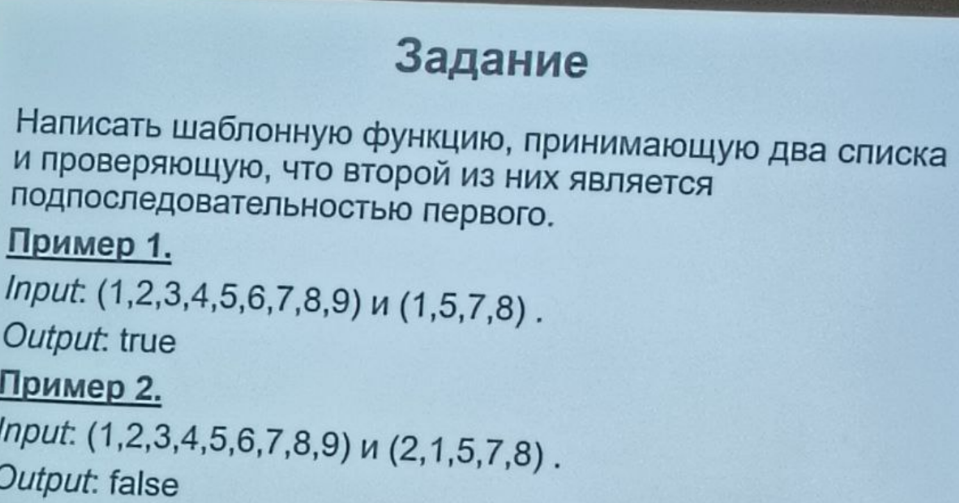 Задание
Написать шаблонную функцию, принимающую два списка
и проверяющую, что второй из них является
подпоследовательностью первого.
Пример 1.
Input: (1,2,3,4,5,6,7,8,9) и (1,5,7,8) .
Output: true
Пример 2.
Input: (1,2,3,4,5,6,7,8,9) и (2,1,5,7,8) .
Output: false